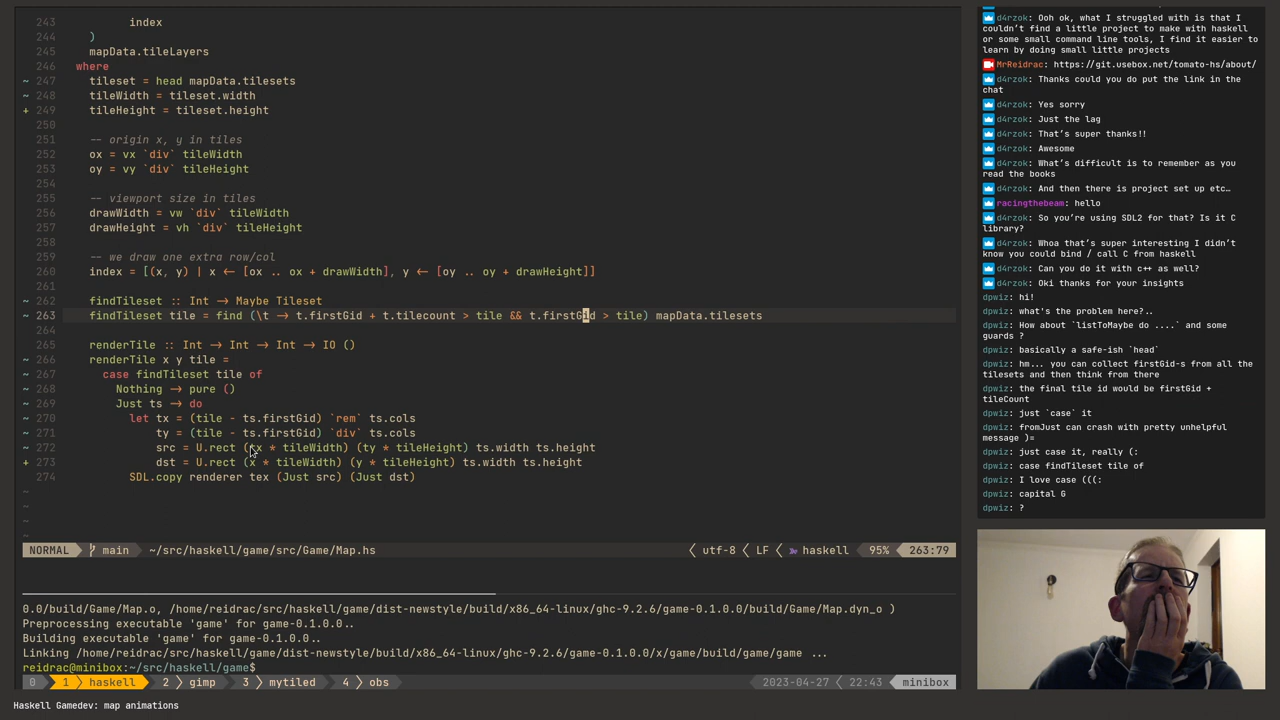 243 index
244 )
245 mapData.tileLayers
246 where
~ 247 tileset = head mapData.tilesets
~ 248 tileWidth = tileset.width
+ 249 tileHeight = tileset.height
250
251 -- origin x, y in tiles
252 ox = vx `div` tileWidth
253 oy = vy `div` tileHeight
254
255 -- viewport size in tiles
256 drawWidth = vw `div` tileWidth
257 drawHeight = vh `div` tileHeight
258
259 -- we draw one extra row/col
260 index = [(x, y) | x <- [ox .. ox + drawWidth], y <- [oy .. oy + drawHeight]]
261
~ 262 findTileset :: Int -> Maybe Tileset
~ 263 findTileset tile = find (\t -> t.firstGid + t.tilecount > tile && t.firstGid > tile) mapData.tilesets
264
265 renderTile :: Int -> Int -> Int -> IO ()
~ 266 renderTile x y tile =
~ 267 case findTileset tile of
~ 268 Nothing -> pure ()
~ 269 Just ts -> do
~ 270 let tx = (tile - ts.firstGid) `rem` ts.cols
~ 271 ty = (tile - ts.firstGid) `div` ts.cols
~ 272 src = U.rect (tx * tileWidth) (ty * tileHeight) ts.width ts.height
+ 273 dst = U.rect (x * tileWidth) (y * tileHeight) ts.width ts.height
274 SDL.copy renderer tex (Just src) (Just dst)
~
~
~
~
NORMAL main ~/src/haskell/game/src/Game/Map.hs utf-8 LF haskell 95% 263:79
0.0/build/Game/Map.o, /home/reidrac/src/haskell/game/dist-newstyle/build/x86_64-linux/ghc-9.2.6/game-0.1.0.0/build/Game/Map.dyn_o )
Preprocessing executable 'game' for game-0.1.0.0..
Building executable 'game' for game-0.1.0.0..
Linking /home/reidrac/src/haskell/game/dist-newstyle/build/x86_64-linux/ghc-9.2.6/game-0.1.0.0/x/game/build/game/game ...
reidrac@minibox:~/src/haskell/game$
0 1 haskell 2 gimp 3 mytiled 4 obs 2023-04-27 22:43 minibox
Haskell Gamedev: map animations
d4rzok: Ooh ok, what I struggled with is that I
couldn't find a little project to make with haskell
or some small command line tools, I find it easier to
learn by doing small little projects
MrReidrac: https://git.usebox.net/tomato-hs/about/
d4rzok: Thanks could you do put the link in the
chat
d4rzok: Yes sorry
d4rzok: Just the lag
d4rzok: That's super thanks!!
d4rzok: Awesome
d4rzok: What's difficult is to remember as you
read the books
d4rzok: And then there is project set up etc…
racingthebeam: hello
d4rzok: So you're using SDL2 for that? Is it C
library?
d4rzok: Whoa that's super interesting I didn't
know you could bind / call C from haskell
d4rzok: Can you do it with c++ as well?
d4rzok: Oki thanks for your insights
dpwiz: hi!
dpwiz: what's the problem here?..
dpwiz: How about `listToMaybe do ....` and some
guards ?
dpwiz: basically a safe-ish `head`
dpwiz: hm... you can collect firstGid-s from all the
tilesets and then think from there
dpwiz: the final tile id would be firstGid +
tileCount
dpwiz: just `case` it
dpwiz: fromJust can crash with pretty unhelpful
message )=
dpwiz: just case it, really (:
dpwiz: case findTileset tile of
dpwiz: I love case (((:
dpwiz: capital G
dpwiz: ?